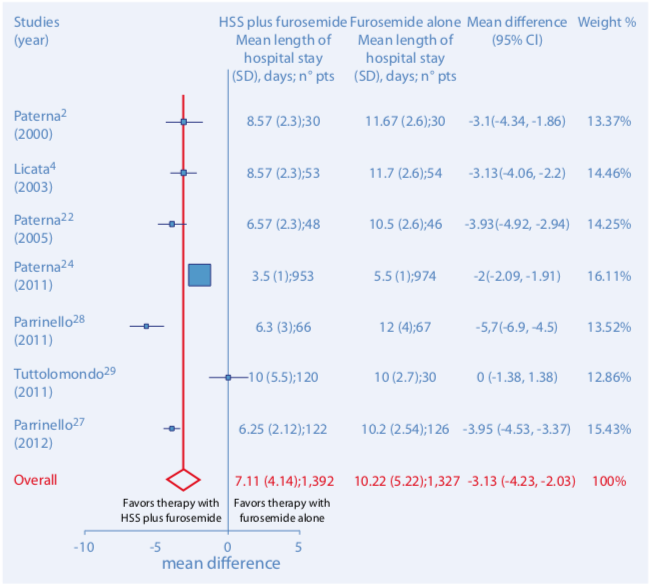 Studies (year) HSS plus furosemide Mean length of hospital stay (SD), days; n° pts Furosemide alone Mean length of hospital stay (SD), days; n° pts Mean difference (95% CI) Weight %
Paterna2 (2000) 8.57 (2.3);30 11.67 (2.6);30 -3.1(-4.34, -1.86) 13.37%
Licata4 (2003) 8.57 (2.3);53 11.7 (2.6);54 -3.13(-4.06, -2.2) 14.46%
Paterna22 (2005) 6.57 (2.3);48 10.5 (2.6);46 -3.93(-4.92, -2.94) 14.25%
Paterna24 (2011) 3.5 (1);953 5.5 (1);974 -2(-2.09, -1.91) 16.11%
Parrinello28 (2011) 6.3 (3);66 12 (4);67 -5,7(-6.9, -4.5) 13.52%
Tuttolomondo29 (2011) 10 (5.5);120 10 (2.7);30 0 (-1.38, 1.38) 12.86%
Parrinello27 (2012) 6.25 (2.12);122 10.2 (2.54);126 -3.95 (-4.53, -3.37) 15.43%
Overall 7.11 (4.14);1,392 10.22 (5.22);1,327 -3.13 (-4.23, -2.03) 100%
Favors therapy with HSS plus furosemide
Favors therapy with furosemide alone
-10 -5 0 5
mean difference